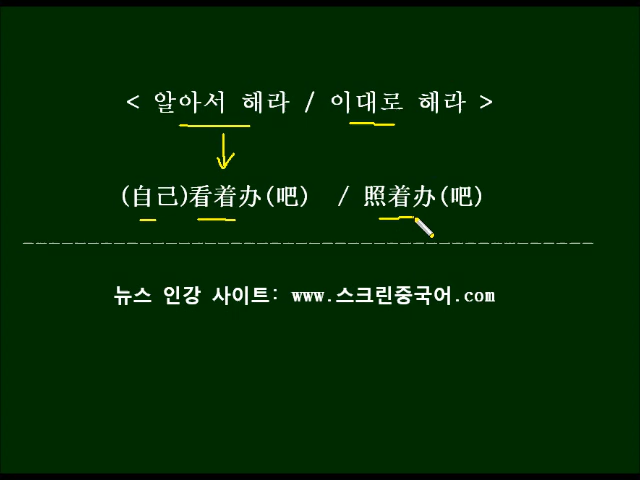 < 알아서 해라 / 이대로 해라 >
(自己)看着办(吧) / 照着办(吧)
뉴스 인강 사이트: www.스크린중국어.com